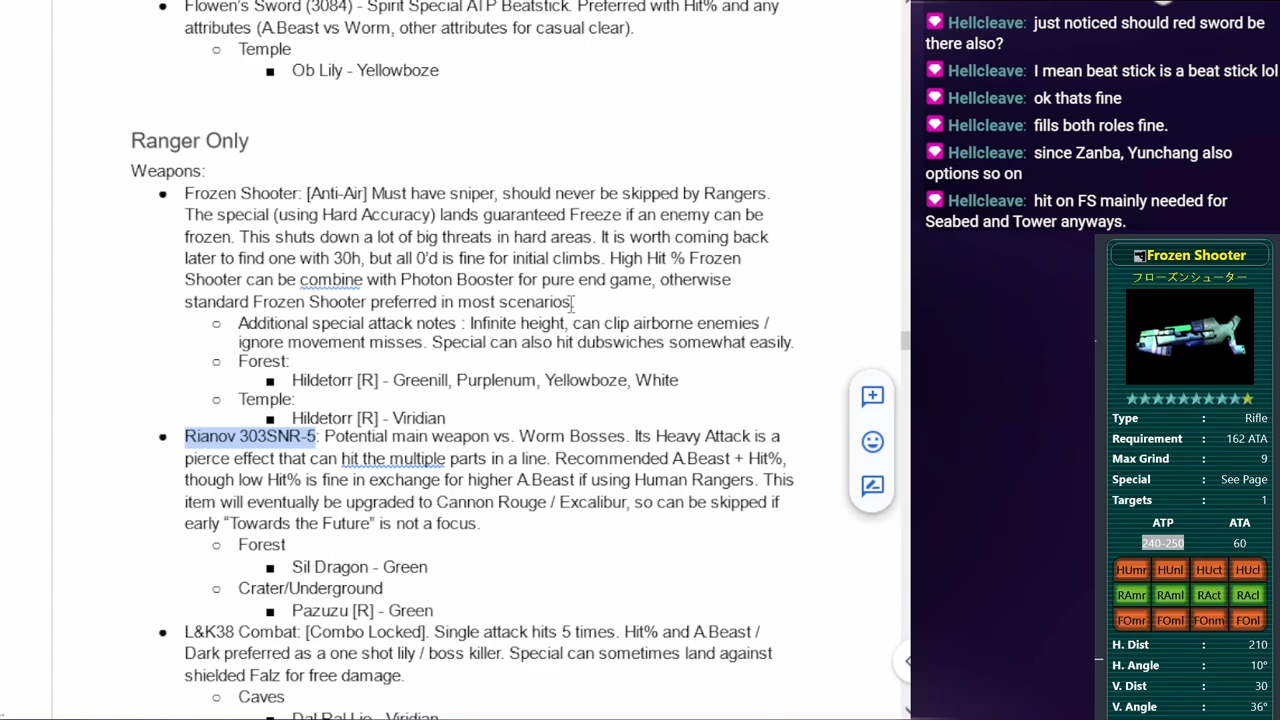 Flowen's Sword (3084) - Spirit Special ATP Beatstick. Preferred with Hit% and any
attributes (A.Beast vs Worm, other attributes for casual clear).
Temple
Ob Lily - Yellowboze
Ranger Only
Weapons:
Frozen Shooter: [Anti-Air] Must have sniper, should never be skipped by Rangers.
The special (using Hard Accuracy) lands guaranteed Freeze if an enemy can be
frozen. This shuts down a lot of big threats in hard areas. It is worth coming back
later to find one with 30h, but all 0'd is fine for initial climbs. High Hit % Frozen
Shooter can be combine with Photon Booster for pure end game, otherwise
standard Frozen Shooter preferred in most scenarios.
Additional special attack notes : Infinite height, can clip airborne enemies /
ignore movement misses. Special can also hit dubswiches somewhat easily.
Forest:
Hildetorr [R] - Greenill, Purplenum, Yellowboze, White
Temple:
Hildetorr [R] - Viridian
Rianov 303SNR-5: Potential main weapon vs. Worm Bosses. Its Heavy Attack is a
pierce effect that can hit the multiple parts in a line. Recommended A.Beast + Hit%,
though low Hit% is fine in exchange for higher A.Beast if using Human Rangers. This
item will eventually be upgraded to Cannon Rouge / Excalibur, so can be skipped if
early “Towards the Future” is not a focus.
Forest
Sil Dragon - Green
Crater/Underground
Pazuzu [R] - Green
L&K38 Combat: [Combo Locked]. Single attack hits 5 times. Hit% and A.Beast /
Dark preferred as a one shot lily / boss killer. Special can sometimes land against
shielded Falz for free damage.
Caves
Dal Ral Lie - Viridian
Hellcleave: just noticed should red sword be
there also?
Hellcleave: I mean beat stick is a beat stick lol
Hellcleave: ok thats fine
Hellcleave: fills both roles fine.
Hellcleave: since Zanba, Yunchang also
options so on
Hellcleave: hit on FS mainly needed for
Seabed and Tower anyways.
Frozen Shooter
フローズンシューター
Type : Rifle
Requirement : 162 ATA
Max Grind : 9
Special : See Page
Targets : 1
ATP ATA
240-250 60
HUmr HUnl HUct HUcl
RAmr RAml RAct RAcl
FOmr FOml FOnm FOnl
H. Dist : 210
H. Angle : 10°
V. Dist : 30
V. Angle : 36°